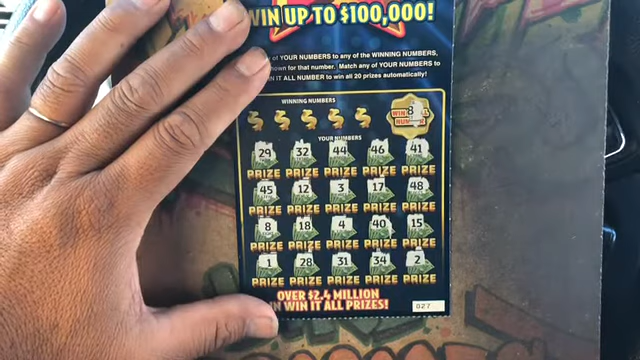 WIN UP TO $100,000!
of YOUR NUMBERS to any of the WINNING NUMBERS,
shown for that number. Match any of YOUR NUMBERS to
WIN IT ALL NUMBER to win all 20 prizes automatically!
WINNING NUMBERS
8
YOUR NUMBERS
29 32 44 46 41
PRIZE PRIZE PRIZE PRIZE PRIZE
45 12 3 17 48
PRIZE PRIZE PRIZE PRIZE PRIZE
8 18 4 40 15
PRIZE PRIZE PRIZE PRIZE PRIZE
1 28 31 34 2
PRIZE PRIZE PRIZE PRIZE PRIZE
OVER $2.4 MILLION
IN WIN IT ALL PRIZES!
027